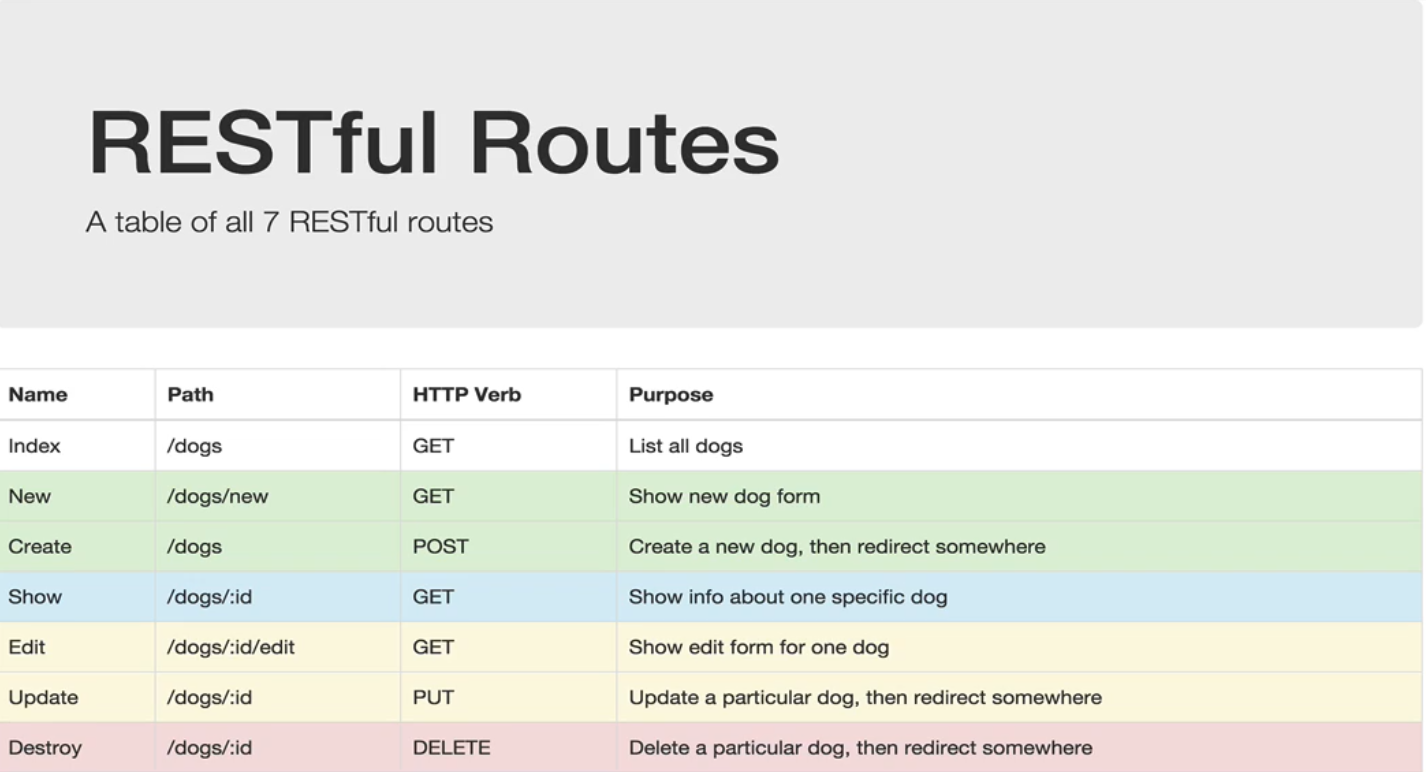 RESTful Routes
A table of all 7 RESTful routes
Name Path HTTP Verb Purpose
Index /dogs GET List all dogs
New /dogs/new GET Show new dog form
Create /dogs POST Create a new dog, then redirect somewhere
Show /dogs/:id GET Show info about one specific dog
Edit /dogs/:id/edit GET Show edit form for one dog
Update /dogs/:id PUT Update a particular dog, then redirect somewhere
Destroy /dogs/:id DELETE Delete a particular dog, then redirect somewhere